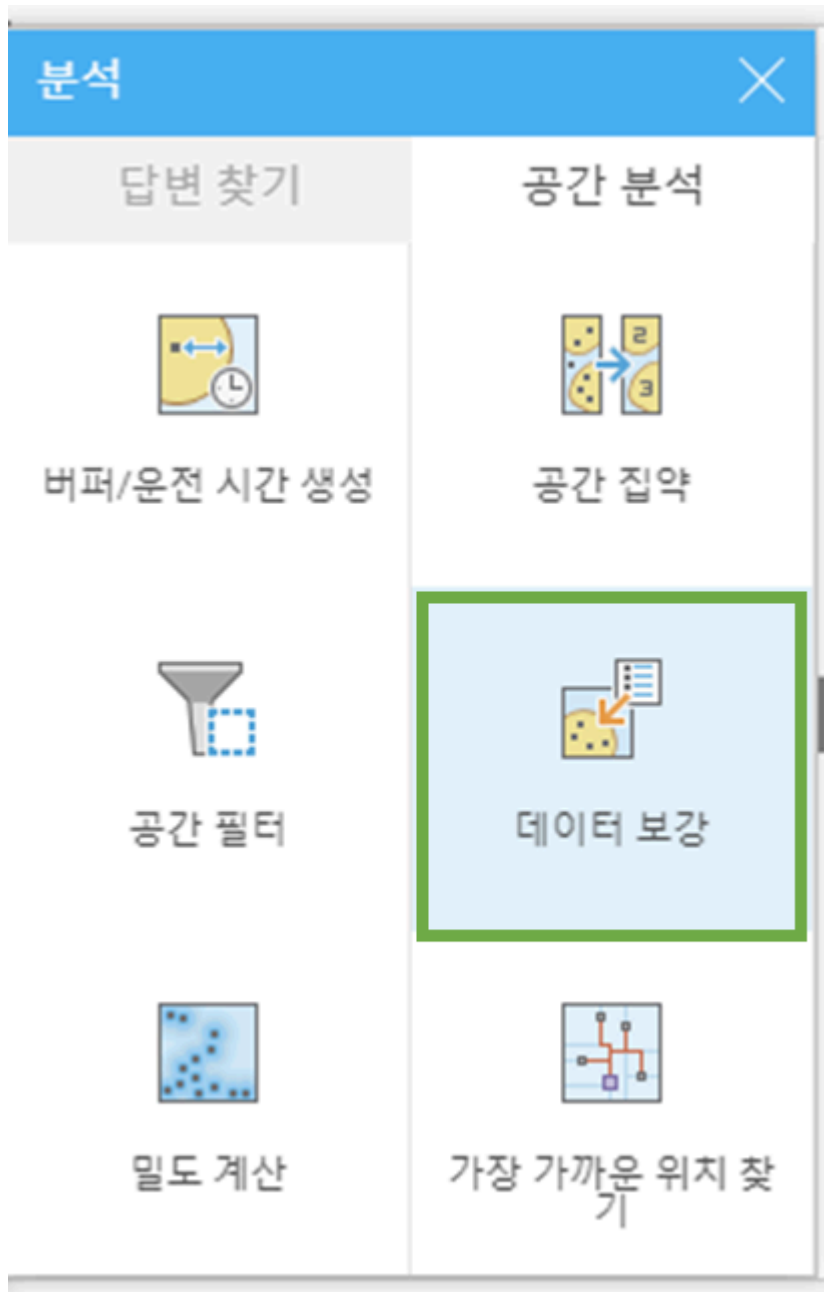 분석
답변 찾기
공간 분석
버퍼/운전 시간 생성
공간 집약
2
3
공간 필터
데이터 보강
밀도 계산
가장 가까운 위치 찾
기